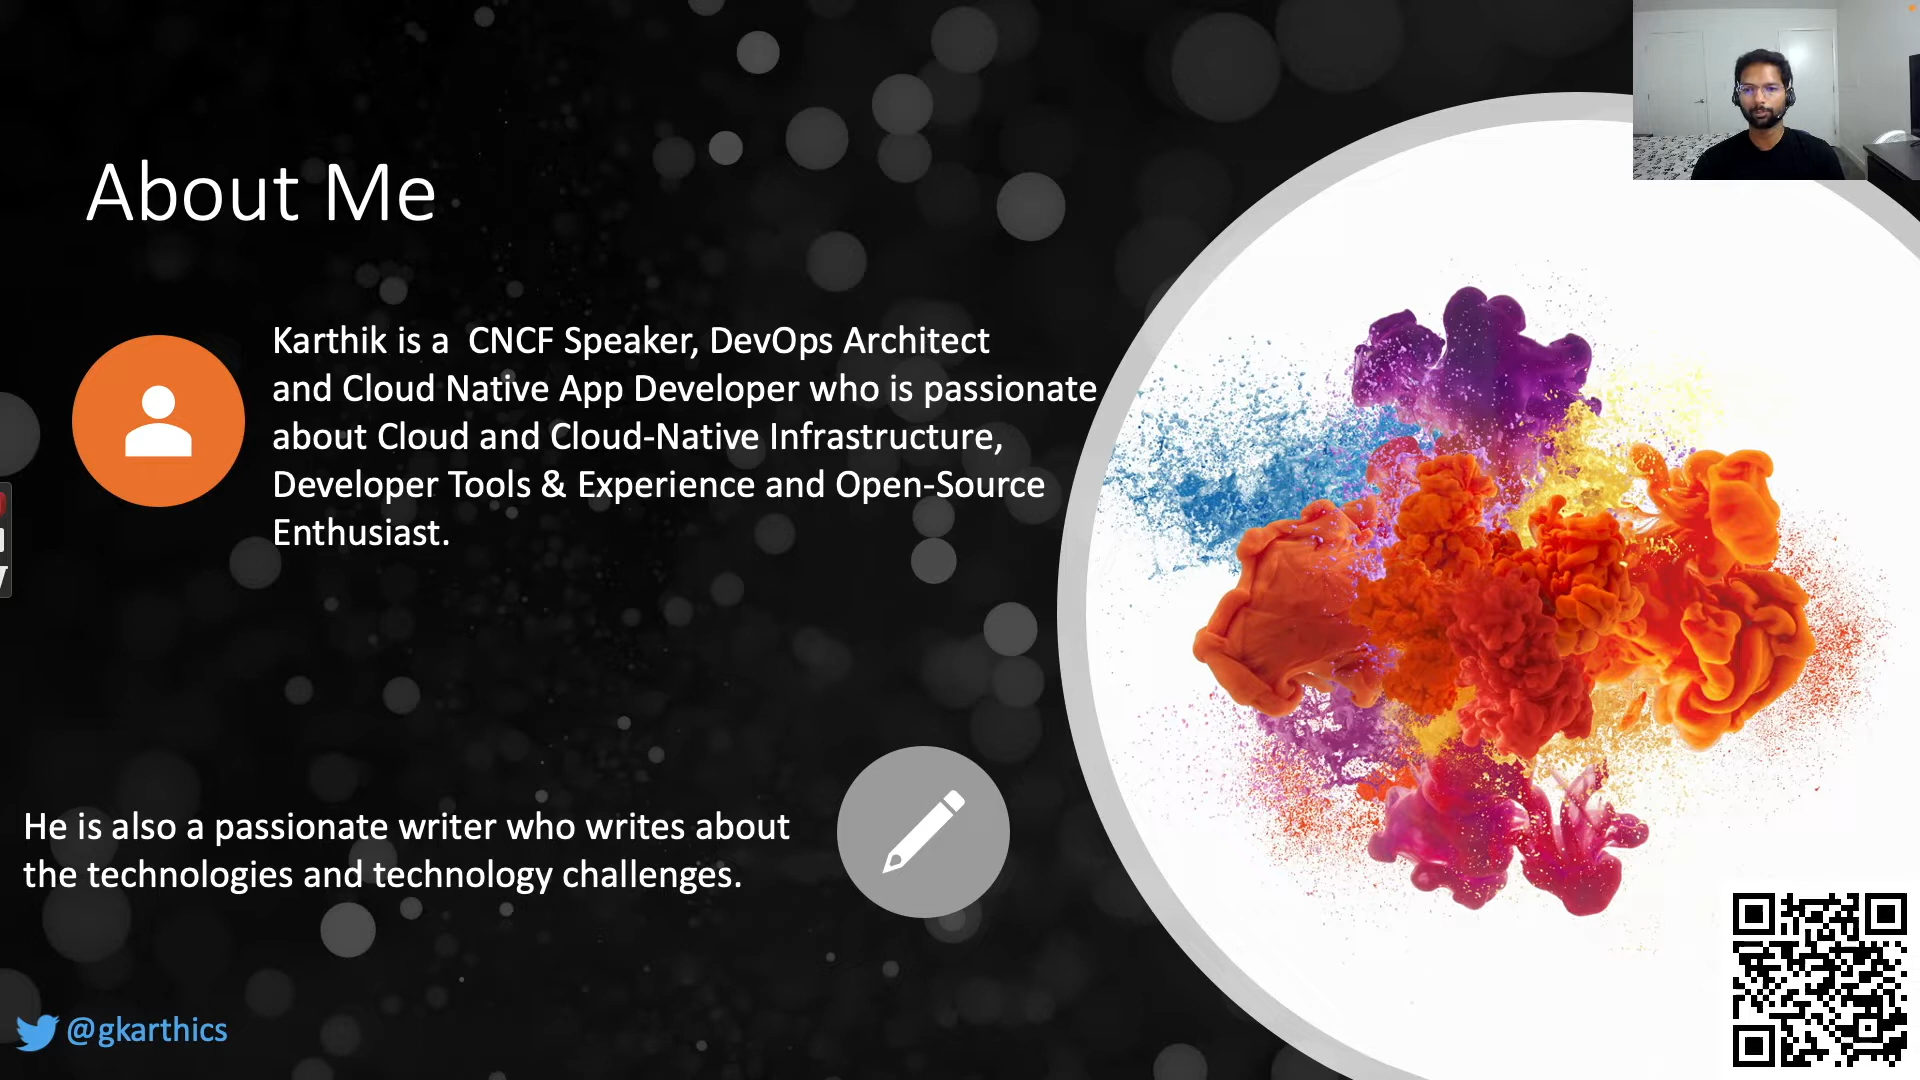 About Me
Karthik is a  CNCF Speaker, DevOps Architect
and Cloud Native App Developer who is passionate
about Cloud and Cloud-Native Infrastructure,
Developer Tools & Experience and Open-Source
Enthusiast.
He is also a passionate writer who writes about
the technologies and technology challenges.
@gkarthics